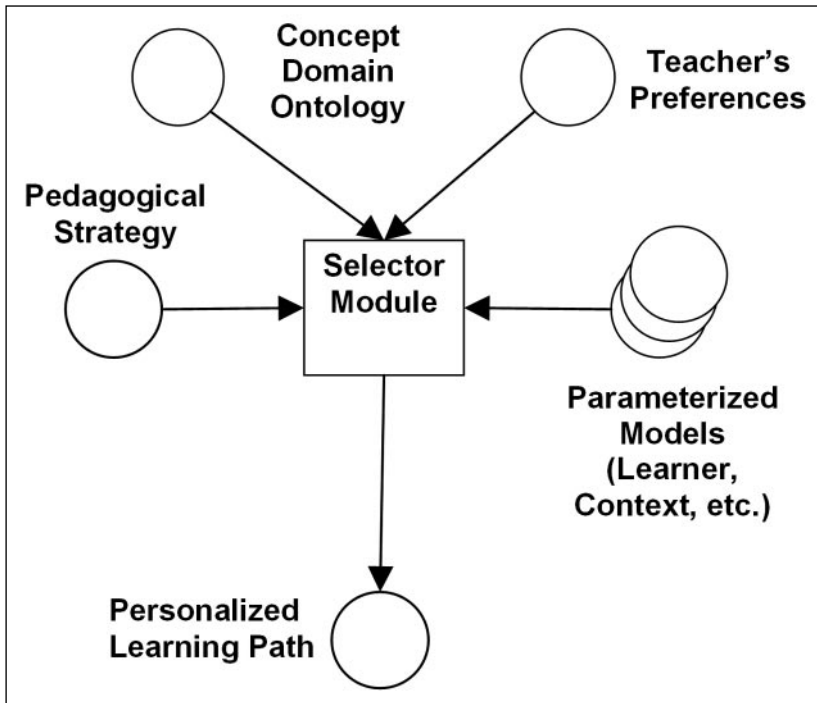 Concept
Domain
Ontology
Teacher's
Preferences
Pedagogical
Strategy
Selector
Module
Parameterized
Models
(Learner,
Context, etc.)
Personalized
Learning Path